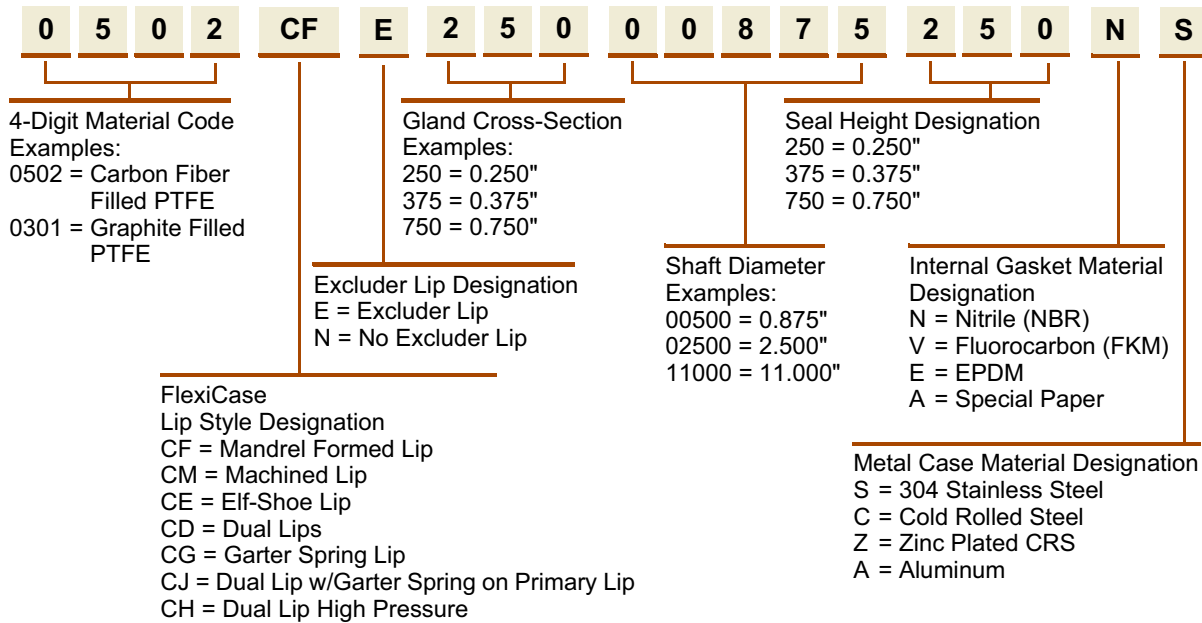 0 5 0 2 CF E 2 5 0 0 0 8 7 5 2 5 0 N S
4-Digit Material Code
Examples:
0502 = Carbon Fiber
Filled PTFE
0301 = Graphite Filled
PTFE
Gland Cross-Section
Examples:
250 = 0.250"
375 = 0.375"
750 = 0.750"
Seal Height Designation
250 = 0.250"
375 = 0.375"
750 = 0.750"
Excluder Lip Designation
E = Excluder Lip
N = No Excluder Lip
Shaft Diameter
Examples:
00500 = 0.875"
02500 = 2.500"
11000 = 11.000"
Internal Gasket Material
Designation
N = Nitrile (NBR)
V = Fluorocarbon (FKM)
E = EPDM
A = Special Paper
FlexiCase
Lip Style Designation
CF = Mandrel Formed Lip
CM = Machined Lip
CE = Elf-Shoe Lip
CD = Dual Lips
CG = Garter Spring Lip
CJ = Dual Lip w/Garter Spring on Primary Lip
CH = Dual Lip High Pressure
Metal Case Material Designation
S = 304 Stainless Steel
C = Cold Rolled Steel
Z = Zinc Plated CRS
A = Aluminum